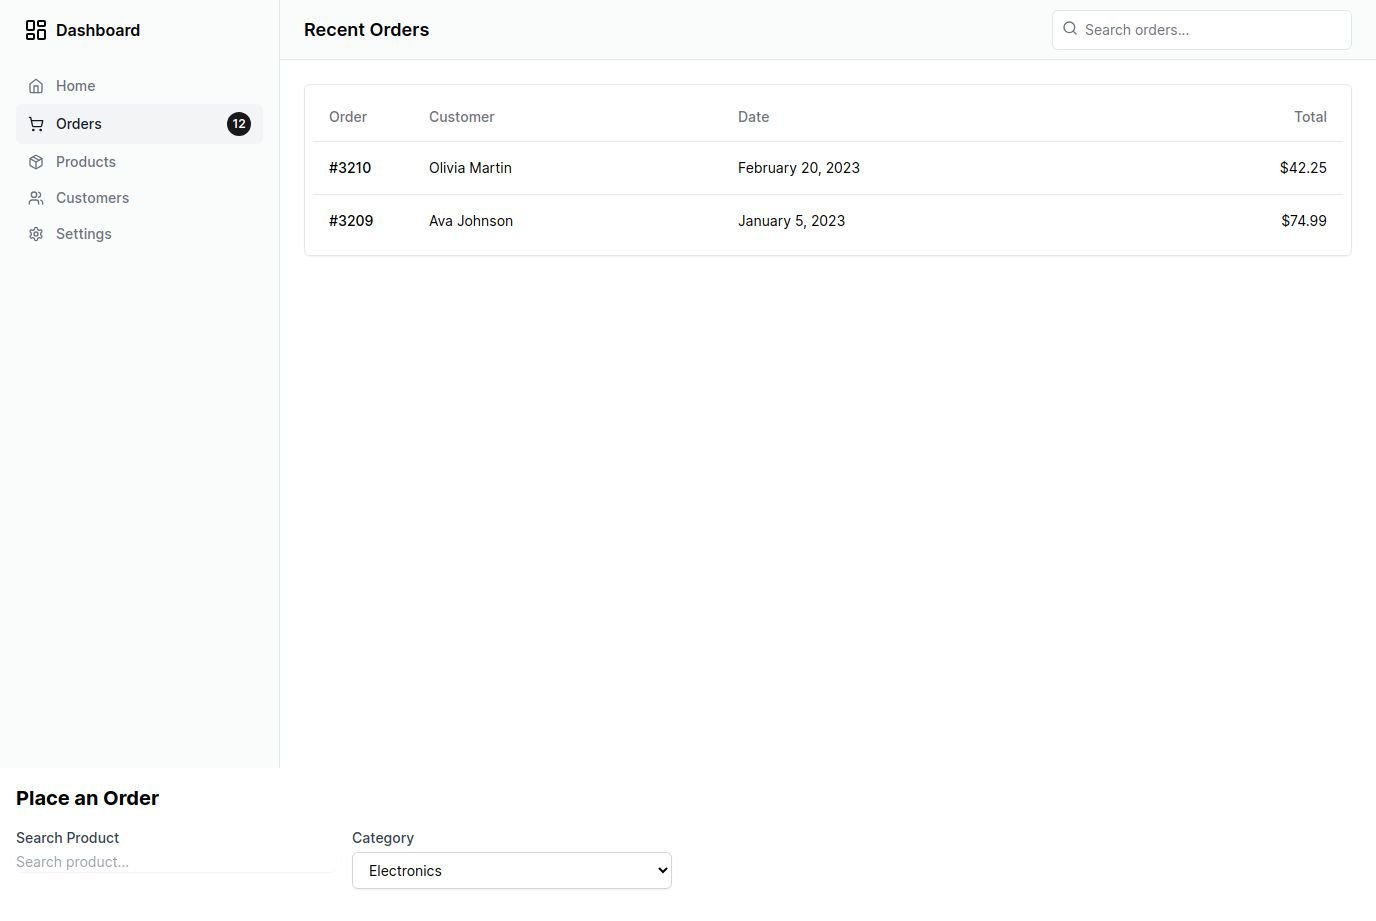 Dashboard
Home
Orders 12
Products
Customers
Settings
Recent Orders
Search orders...
Order Customer Date Total
#3210 Olivia Martin February 20, 2023 $42.25
#3209 Ava Johnson January 5, 2023 $74.99
Place an Order
Search Product
Search product...
Category
Electronics